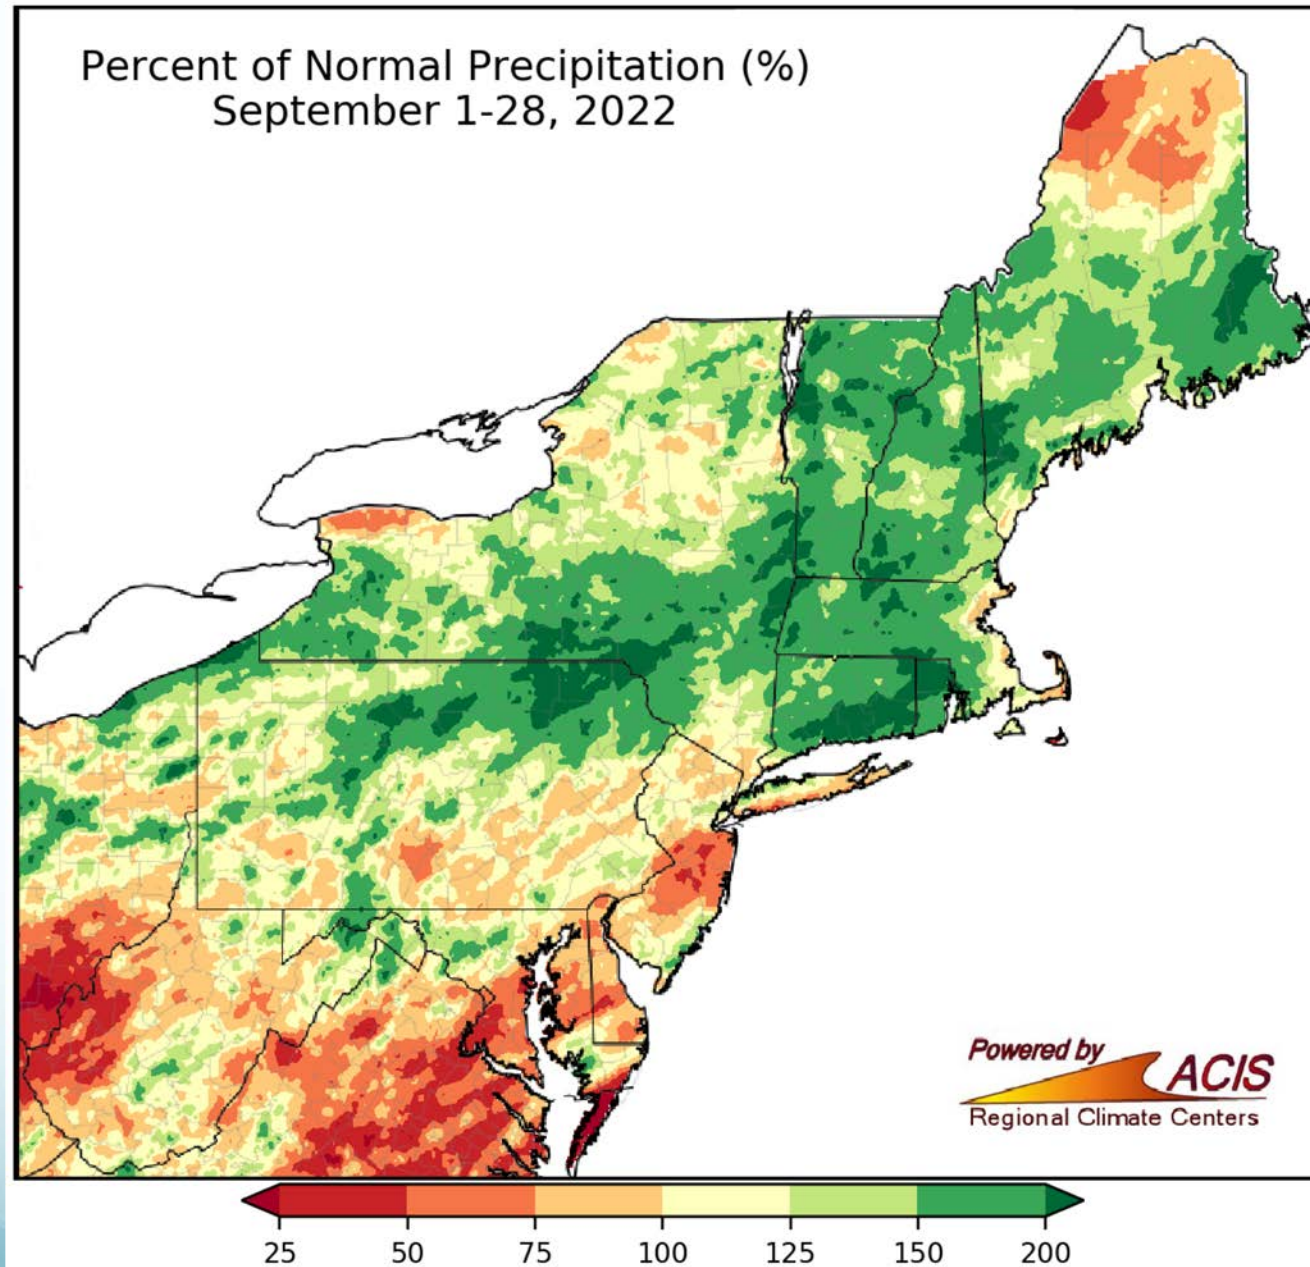 Percent of Normal Precipitation (%)
September 1-28, 2022
Powered by
ACIS
Regional Climate Centers
25 50 75 100 125 150 200